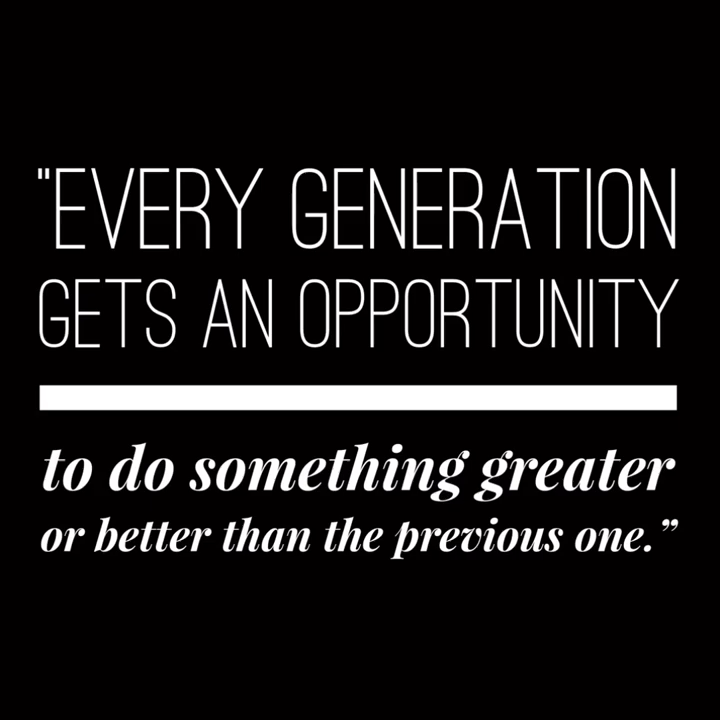 "EVERY GENERATION
GETS AN OPPORTUNITY
to do something greater
or better than the previous one.”